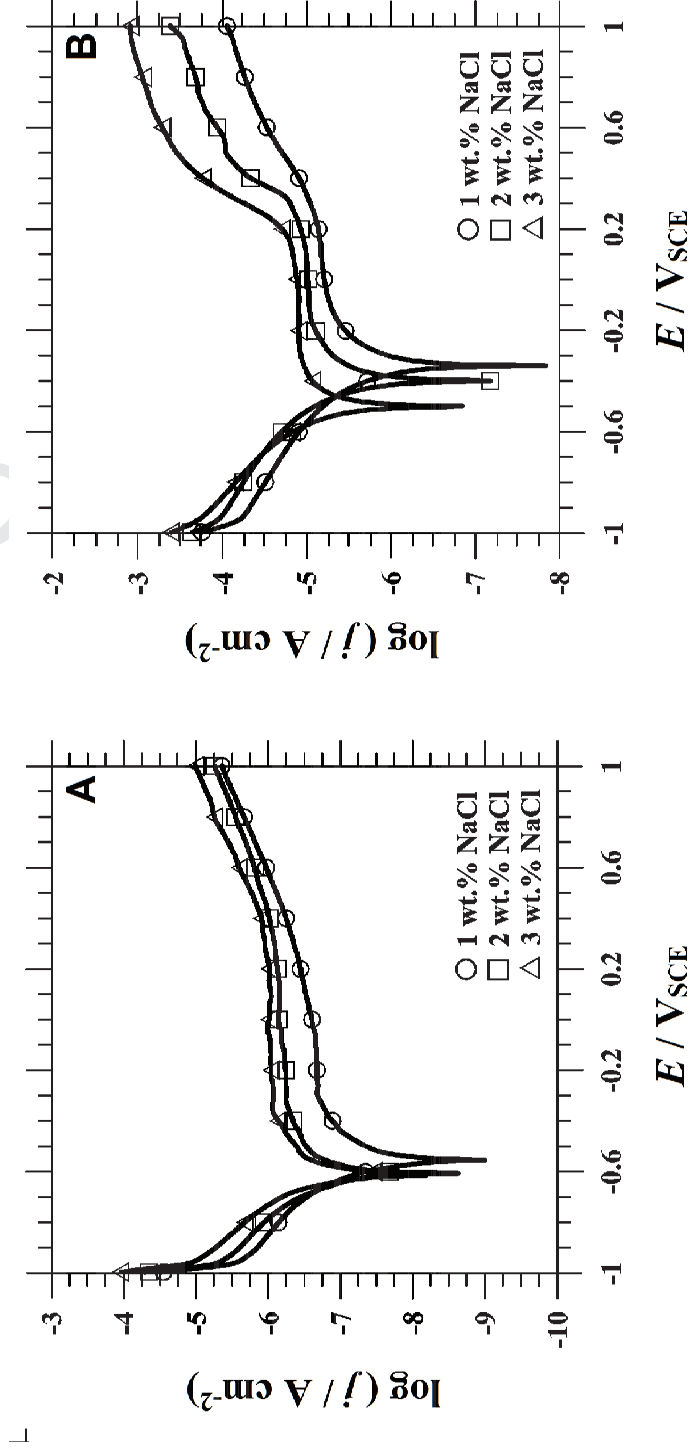 A
-3
-4
-5
-6
-7
-8
-9
-10
log (j / A cm-2)
-1
-0.6
-0.2
0.2
0.6
1
E / VSCE
1 wt.% NaCl
2 wt.% NaCl
3 wt.% NaCl
B
-2
-3
-4
-5
-6
-7
-8
log (j / A cm-2)
-1
-0.6
-0.2
0.2
0.6
1
E / VSCE
1 wt.% NaCl
2 wt.% NaCl
3 wt.% NaCl